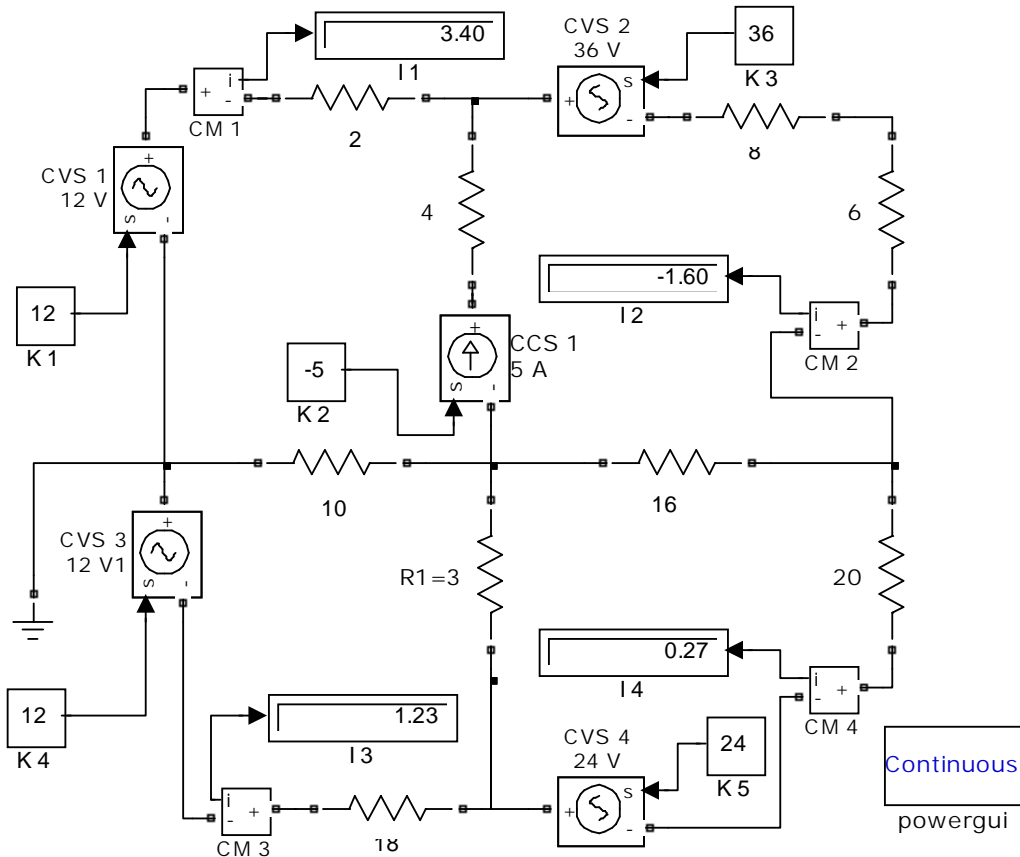 3.40
I1
CVS 2
36 V
36
K3
+
s
-
+
i
-
CM 1
2
8
CVS 1
12 V
+
s
-
4
6
-1.60
I2
i
-
+
CM 2
12
K1
-5
K2
+
CCS 1
5 A
s
-
10
16
CVS 3
12 V1
+
s
-
R1=3
20
0.27
I4
i
-
+
CM 4
12
K4
1.23
I3
CVS 4
24 V
24
K5
+
s
-
i
-
+
CM 3
18
Continuous
powergui